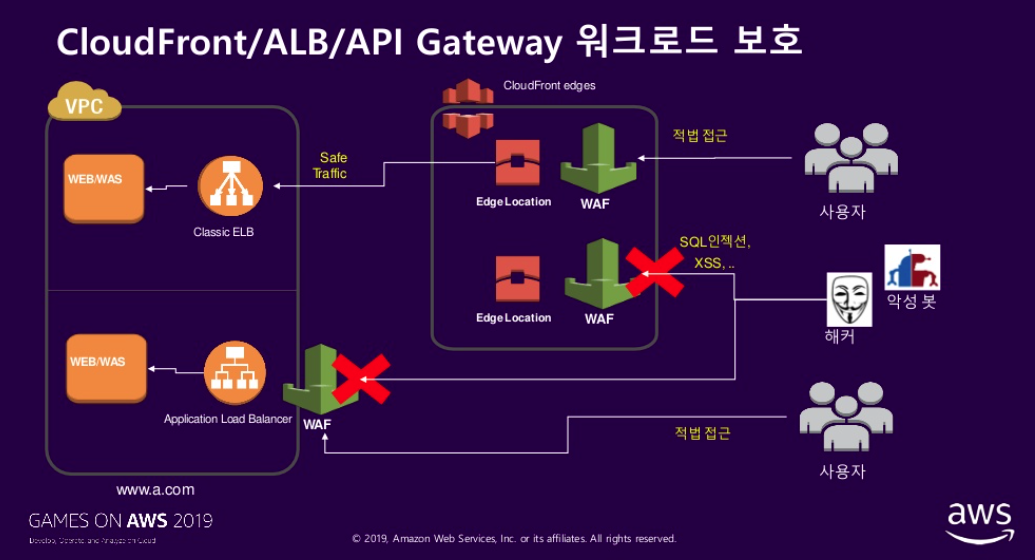 CloudFront/ALB/API Gateway 워크로드 보호
CloudFront edges
VPC
적법 접근
Safe
Traffic
WEB/WAS
Edge Location
WAF
사용자
Classic ELB
SQL인젝션,
XSS, ..
악성 봇
Edge Location
WAF
해커
WEB/WAS
Application Load Balancer
WAF
적법 접근
사용자
www.a.com
GAMES ON AWS 2019
Develop, Operate, and Analyze on Cloud
© 2019, Amazon Web Services, Inc. or its affiliates. All rights reserved.
aws